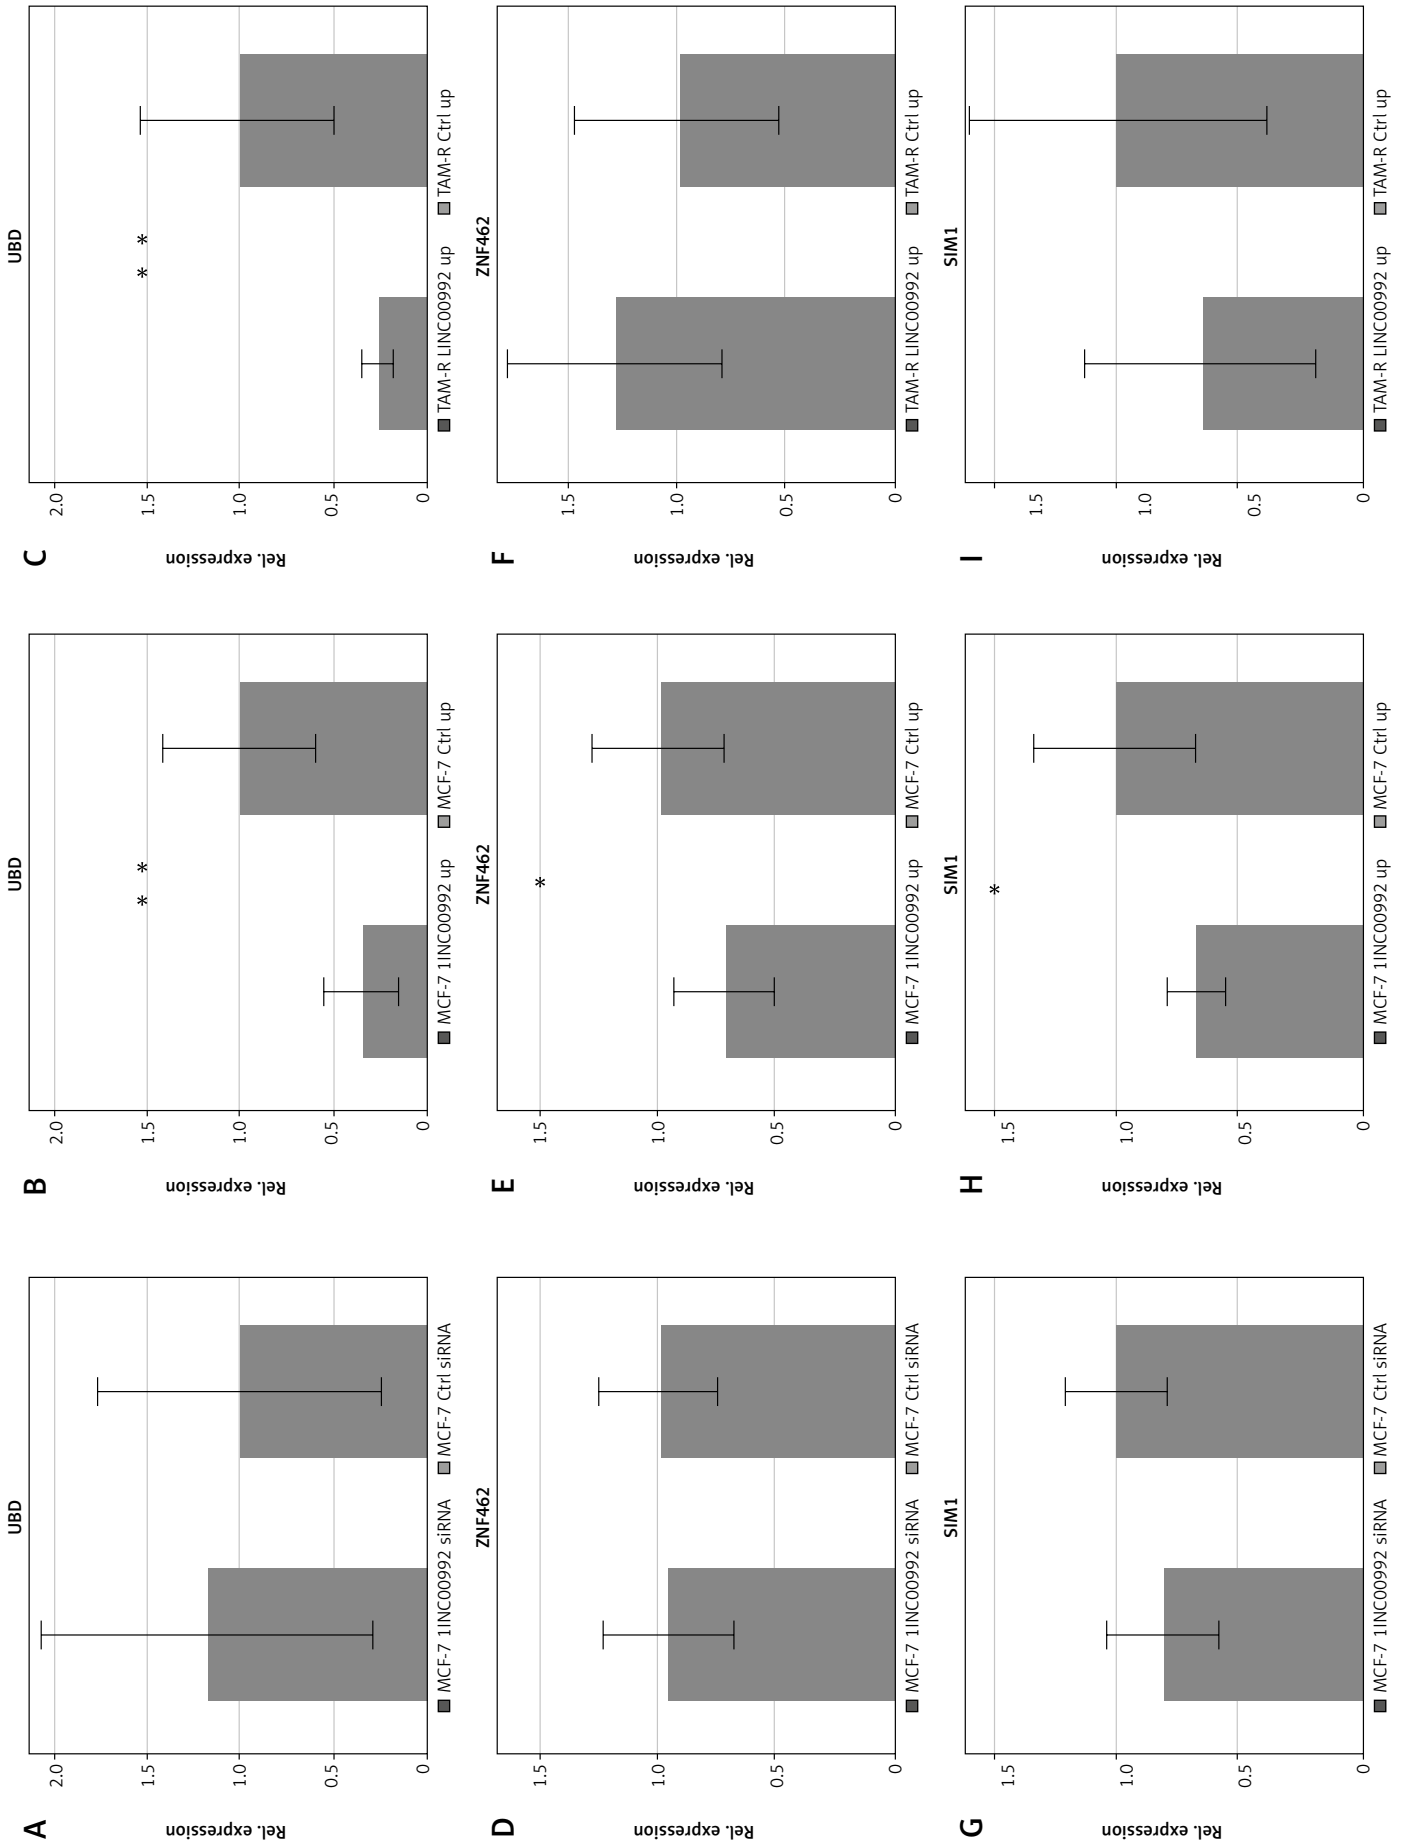 A
UBD
Rel. expression
2.0
1.5
1.0
0.5
0
MCF-7 1INC00992 siRNA MCF-7 Ctrl siRNA
B
UBD
Rel. expression
2.0
1.5
1.0
0.5
0
* *
MCF-7 1INC00992 up MCF-7 Ctrl up
C
UBD
Rel. expression
2.0
1.5
1.0
0.5
0
* *
TAM-R LINC00992 up TAM-R Ctrl up
D
ZNF462
Rel. expression
1.5
1.0
0.5
0
MCF-7 1INC00992 siRNA MCF-7 Ctrl siRNA
E
ZNF462
Rel. expression
1.5
1.0
0.5
0
*
MCF-7 1INC00992 up MCF-7 Ctrl up
F
ZNF462
Rel. expression
1.5
1.0
0.5
0
TAM-R LINC00992 up TAM-R Ctrl up
G
SIM1
Rel. expression
1.5
1.0
0.5
0
MCF-7 1INC00992 siRNA MCF-7 Ctrl siRNA
H
SIM1
Rel. expression
1.5
1.0
0.5
0
*
MCF-7 1INC00992 up MCF-7 Ctrl up
I
SIM1
Rel. expression
1.5
1.0
0.5
0
TAM-R LINC00992 up TAM-R Ctrl up